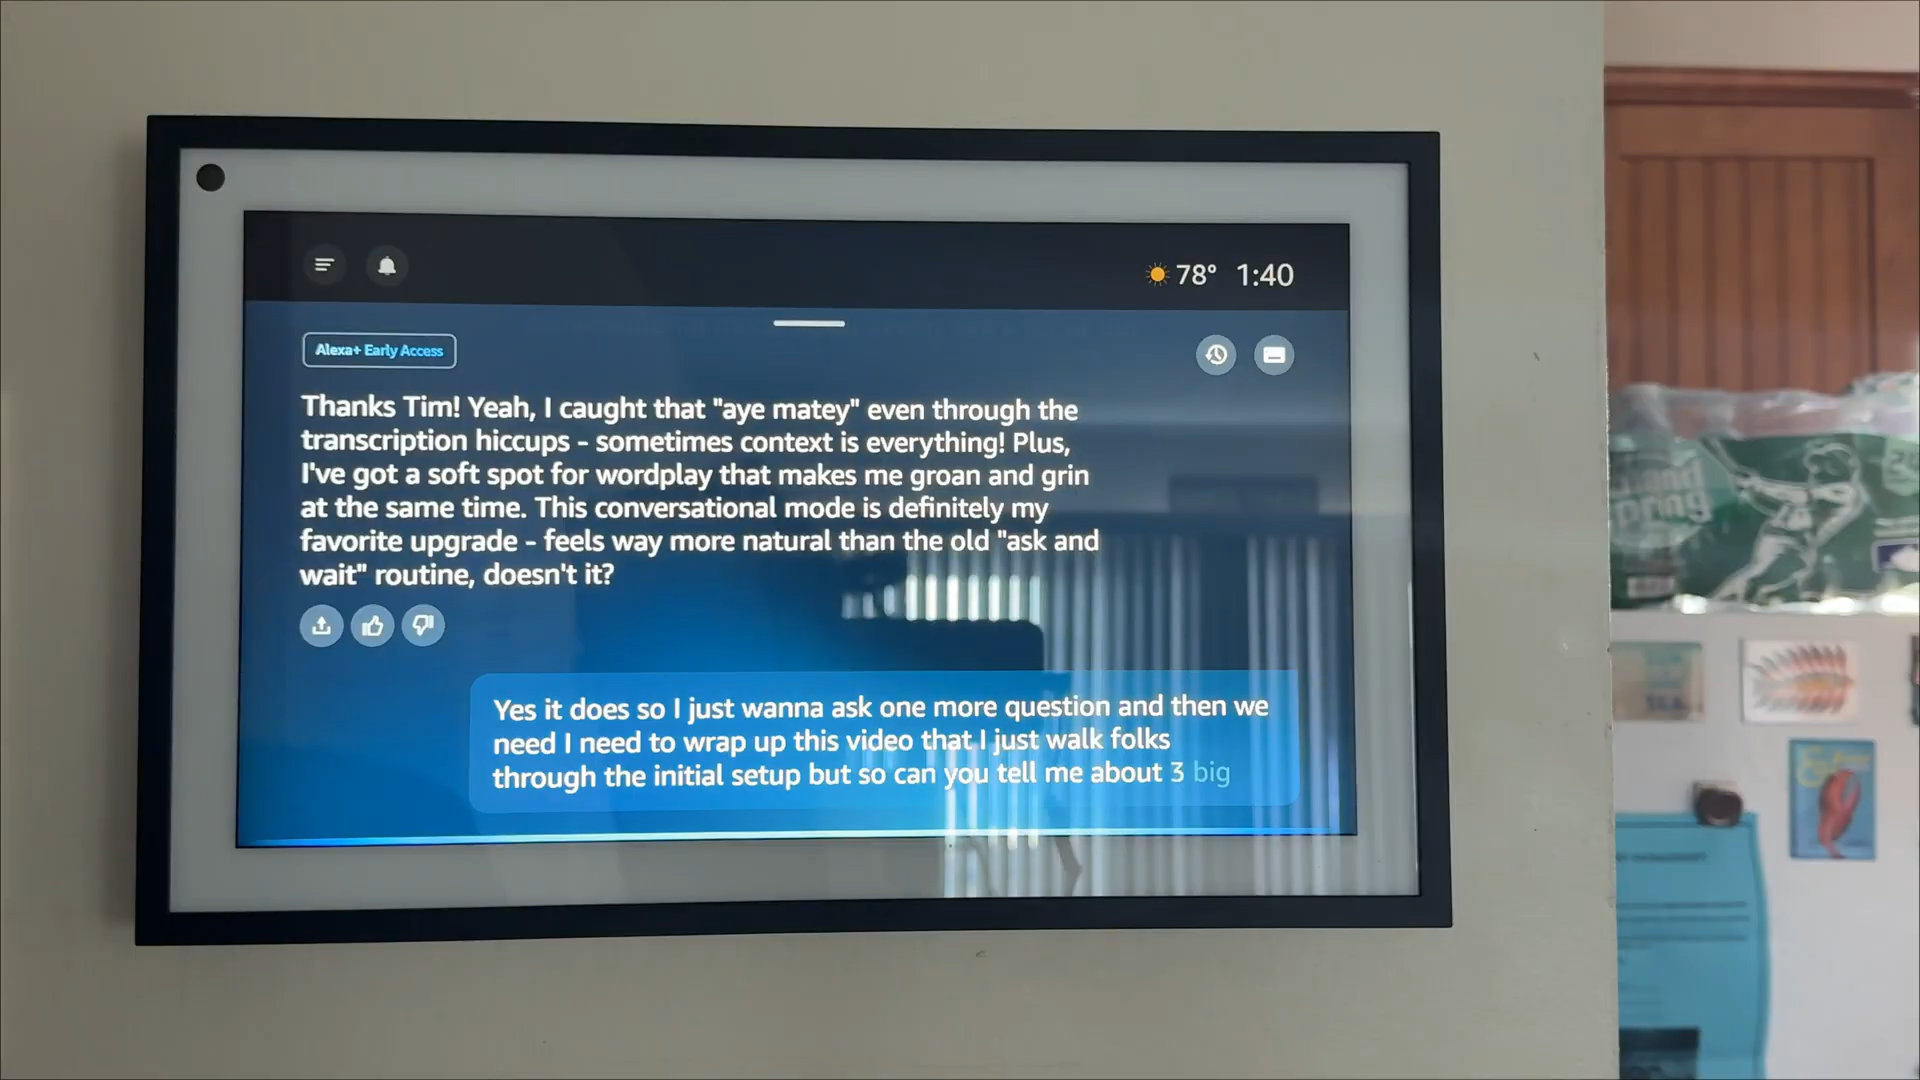 78° 1:40
Alexa+ Early Access
Thanks Tim! Yeah, I caught that "aye matey" even through the
transcription hiccups - sometimes context is everything! Plus,
I've got a soft spot for wordplay that makes me groan and grin
at the same time. This conversational mode is definitely my
favorite upgrade - feels way more natural than the old "ask and
wait" routine, doesn't it?
Yes it does so I just wanna ask one more question and then we
need I need to wrap up this video that I just walk folks
through the initial setup but so can you tell me about 3 big
Spring